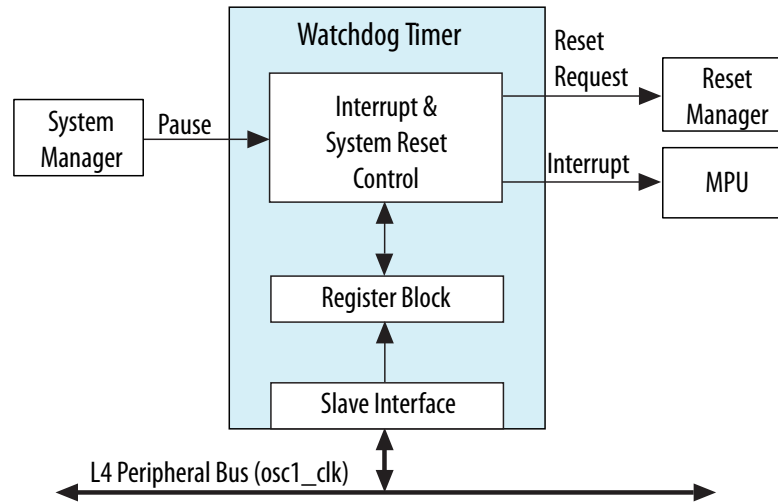 Watchdog Timer
Reset
Request
Interrupt &
System Reset
Control
System
Manager
Pause
Reset
Manager
Interrupt
MPU
Register Block
Slave Interface
L4 Peripheral Bus (osc1_clk)